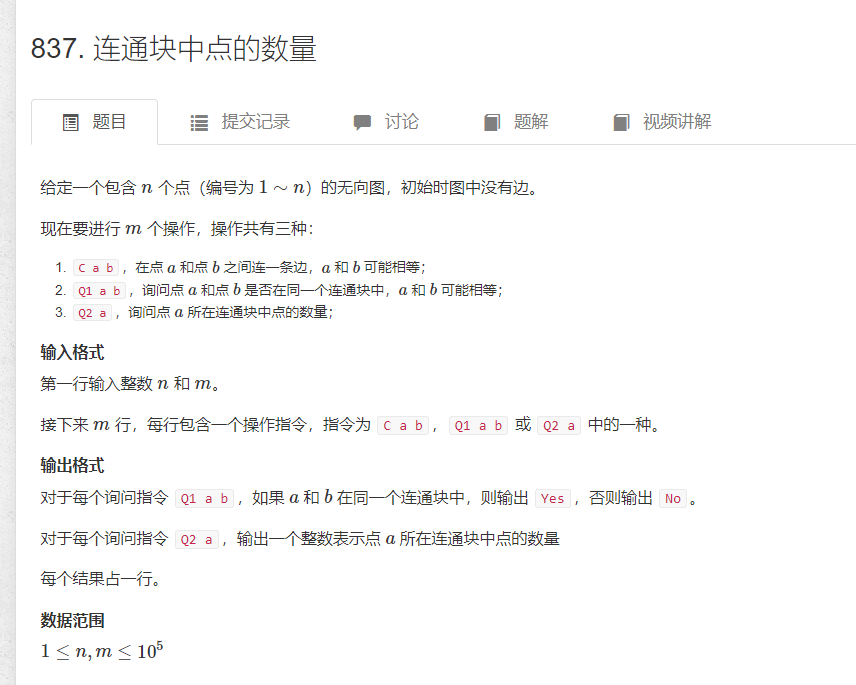 837. 连通块中点的数量
题目 提交记录 讨论 题解 视频讲解
给定一个包含 n 个点（编号为 1 ∼ n）的无向图，初始时图中没有边。
现在要进行 m 个操作，操作共有三种：
1. C a b ，在点 a 和点 b 之间连一条边，a 和 b 可能相等；
2. Q1 a b ，询问点 a 和点 b 是否在同一个连通块中，a 和 b 可能相等；
3. Q2 a ，询问点 a 所在连通块中点的数量；
输入格式
第一行输入整数 n 和 m。
接下来 m 行，每行包含一个操作指令，指令为 C a b ， Q1 a b 或 Q2 a 中的一种。
输出格式
对于每个询问指令 Q1 a b ，如果 a 和 b 在同一个连通块中，则输出 Yes ，否则输出 No 。
对于每个询问指令 Q2 a ，输出一个整数表示点 a 所在连通块中点的数量
每个结果占一行。
数据范围
1 ≤ n, m ≤ 10⁵